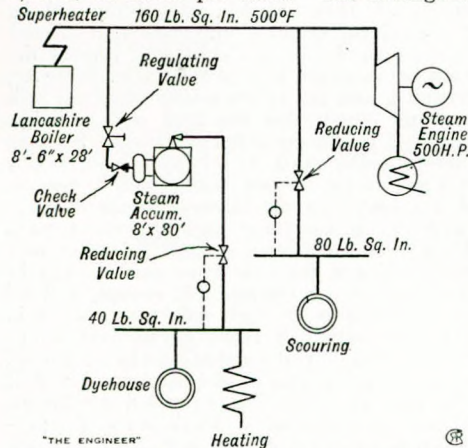 Superheater
160 Lb. Sq. In. 500°F
Regulating
Valve
Lancashire
Boiler
8'- 6" x 28'
Check
Valve
Steam
Accum.
8' x 30'
Reducing
Valve
Steam
Engine
500 H.P.
Reducing
Valve
80 Lb. Sq. In.
40 Lb. Sq. In.
Scouring
Dyehouse
Heating
"THE ENGINEER"